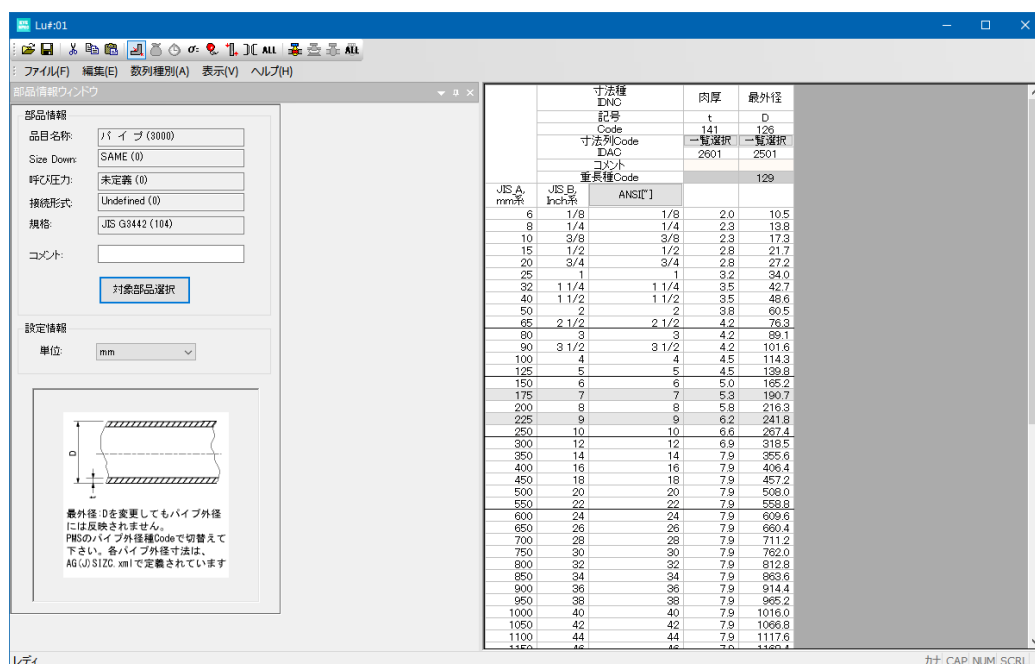 Lu#:01
ALL ALL
ファイル(F) 編集(E) 数列種別(A) 表示(V) ヘルプ(H)
部品情報ウィンドウ
部品情報
品目名称: パ イ プ (3000)
Size Down: SAME (0)
呼び圧力: 未定義 (0)
接続形式: Undefined (0)
規格: JIS G3442 (104)
コメント:
対象部品選択
設定情報
単位: mm
D
t
最外径:Dを変更してもパイプ外径
には反映されません。
PMSのパイプ外径種Codeで切替えて
下さい。各パイプ外径寸法は、
AG(J)SIZC.xmlで定義されています
寸法種 肉厚 最外径
IDNC
記号 t D
Code 141 126
寸法列Code 一覧選択 一覧選択
IDAC 2601 2501
コメント
重長種Code 129
JIS_A, JIS_B, ANSI["]
mm系 Inch系
6 1/8 1/8 2.0 10.5
8 1/4 1/4 2.3 13.8
10 3/8 3/8 2.3 17.3
15 1/2 1/2 2.8 21.7
20 3/4 3/4 2.8 27.2
25 1 1 3.2 34.0
32 1 1/4 1 1/4 3.5 42.7
40 1 1/2 1 1/2 3.5 48.6
50 2 2 3.8 60.5
65 2 1/2 2 1/2 4.2 76.3
80 3 3 4.2 89.1
90 3 1/2 3 1/2 4.2 101.6
100 4 4 4.5 114.3
125 5 5 4.5 139.8
150 6 6 5.0 165.2
175 7 7 5.3 190.7
200 8 8 5.8 216.3
225 9 9 6.2 241.8
250 10 10 6.6 267.4
300 12 12 6.9 318.5
350 14 14 7.9 355.6
400 16 16 7.9 406.4
450 18 18 7.9 457.2
500 20 20 7.9 508.0
550 22 22 7.9 558.8
600 24 24 7.9 609.6
650 26 26 7.9 660.4
700 28 28 7.9 711.2
750 30 30 7.9 762.0
800 32 32 7.9 812.8
850 34 34 7.9 863.6
900 36 36 7.9 914.4
950 38 38 7.9 965.2
1000 40 40 7.9 1016.0
1050 42 42 7.9 1066.8
1100 44 44 7.9 1117.6
レディ
カナ CAP NUM SCRL